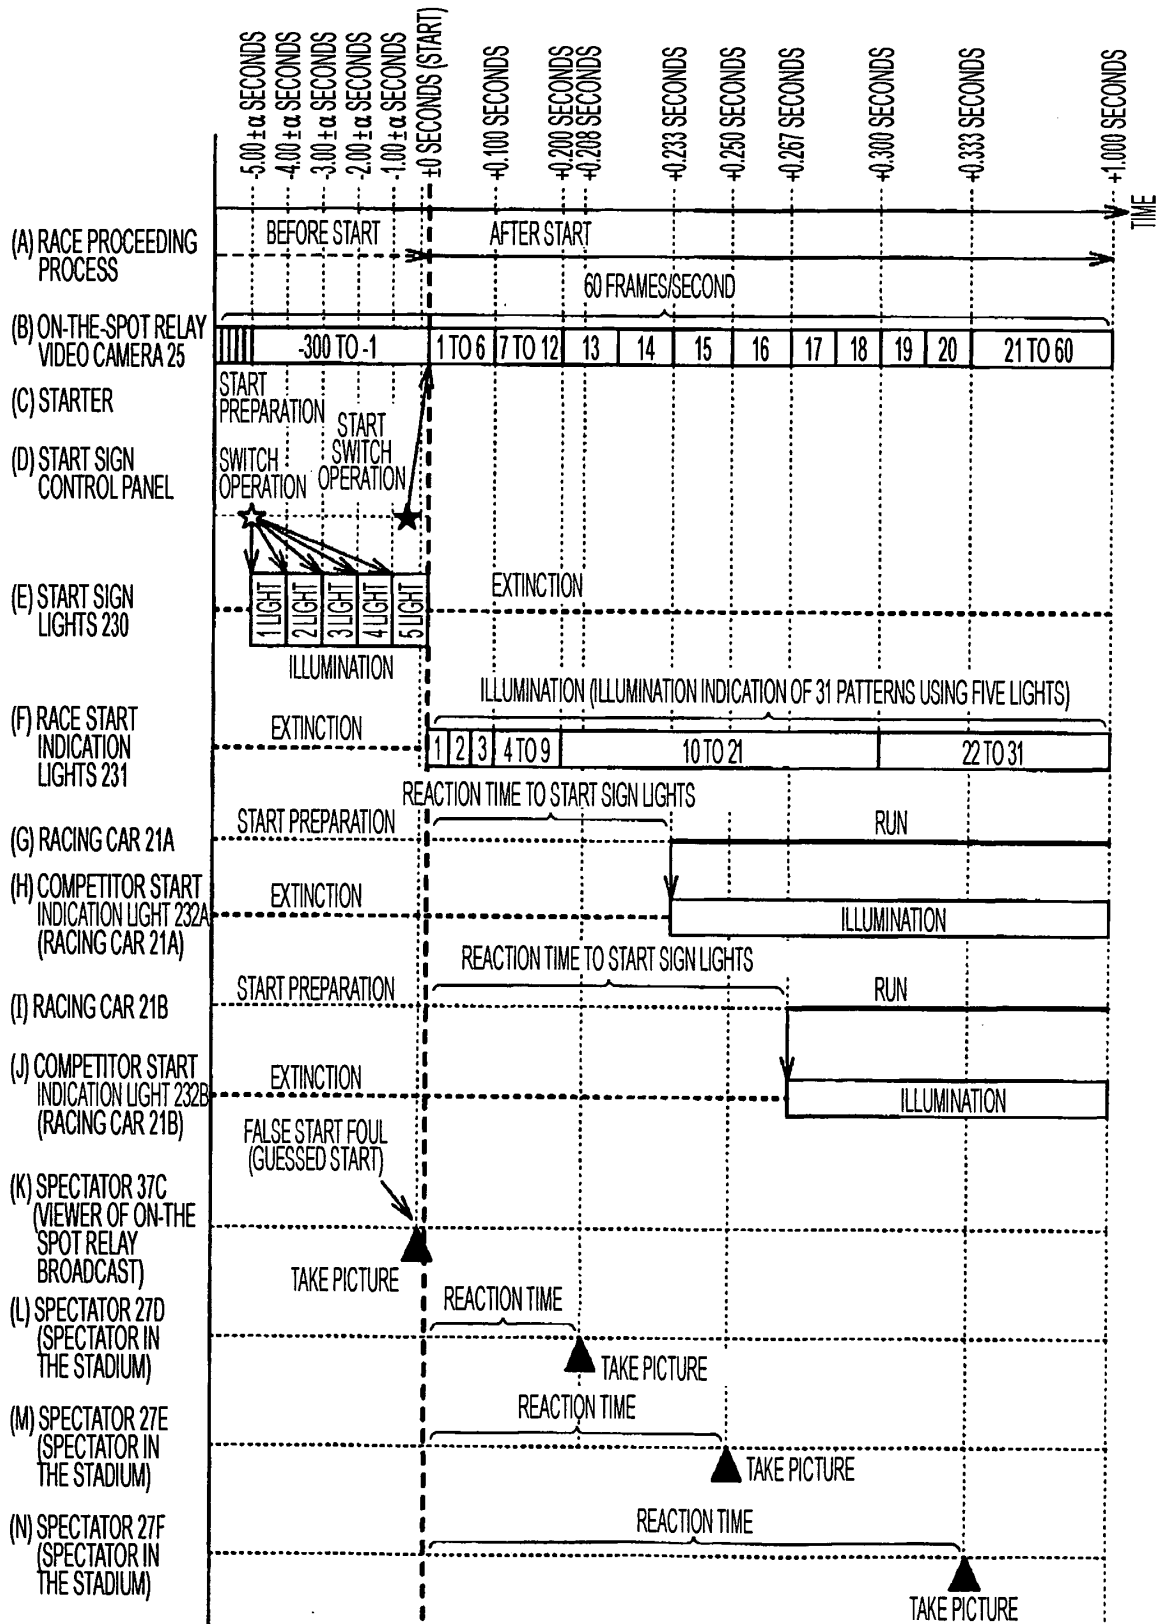 -5.00 ± α SECONDS
-4.00 ± α SECONDS
-3.00 ± α SECONDS
-2.00 ± α SECONDS
-1.00 ± α SECONDS
±0 SECONDS (START)
+0.100 SECONDS
+0.200 SECONDS
+0.208 SECONDS
+0.233 SECONDS
+0.250 SECONDS
+0.267 SECONDS
+0.300 SECONDS
+0.333 SECONDS
+1.000 SECONDS
TIME
(A) RACE PROCEEDING
PROCESS
BEFORE START
AFTER START
60 FRAMES/SECOND
(B) ON-THE-SPOT RELAY
VIDEO CAMERA 25
-300 TO -1
1 TO 6
7 TO 12
13
14
15
16
17
18
19
20
21 TO 60
(C) STARTER
START
PREPARATION
START
SWITCH
OPERATION
(D) START SIGN
CONTROL PANEL
SWITCH
OPERATION
(E) START SIGN
LIGHTS 230
1 LIGHT
2 LIGHT
3 LIGHT
4 LIGHT
5 LIGHT
EXTINCTION
ILLUMINATION
(F) RACE START
INDICATION
LIGHTS 231
EXTINCTION
ILLUMINATION (ILLUMINATION INDICATION OF 31 PATTERNS USING FIVE LIGHTS)
1
2
3
4 TO 9
10 TO 21
22 TO 31
REACTION TIME TO START SIGN LIGHTS
(G) RACING CAR 21A
START PREPARATION
RUN
(H) COMPETITOR START
INDICATION LIGHT 232A
(RACING CAR 21A)
EXTINCTION
ILLUMINATION
REACTION TIME TO START SIGN LIGHTS
(I) RACING CAR 21B
START PREPARATION
RUN
(J) COMPETITOR START
INDICATION LIGHT 232B
(RACING CAR 21B)
EXTINCTION
ILLUMINATION
FALSE START FOUL
(GUESSED START)
(K) SPECTATOR 37C
(VIEWER OF ON-THE
SPOT RELAY
BROADCAST)
TAKE PICTURE
(L) SPECTATOR 27D
(SPECTATOR IN
THE STADIUM)
REACTION TIME
TAKE PICTURE
(M) SPECTATOR 27E
(SPECTATOR IN
THE STADIUM)
REACTION TIME
TAKE PICTURE
(N) SPECTATOR 27F
(SPECTATOR IN
THE STADIUM)
REACTION TIME
TAKE PICTURE